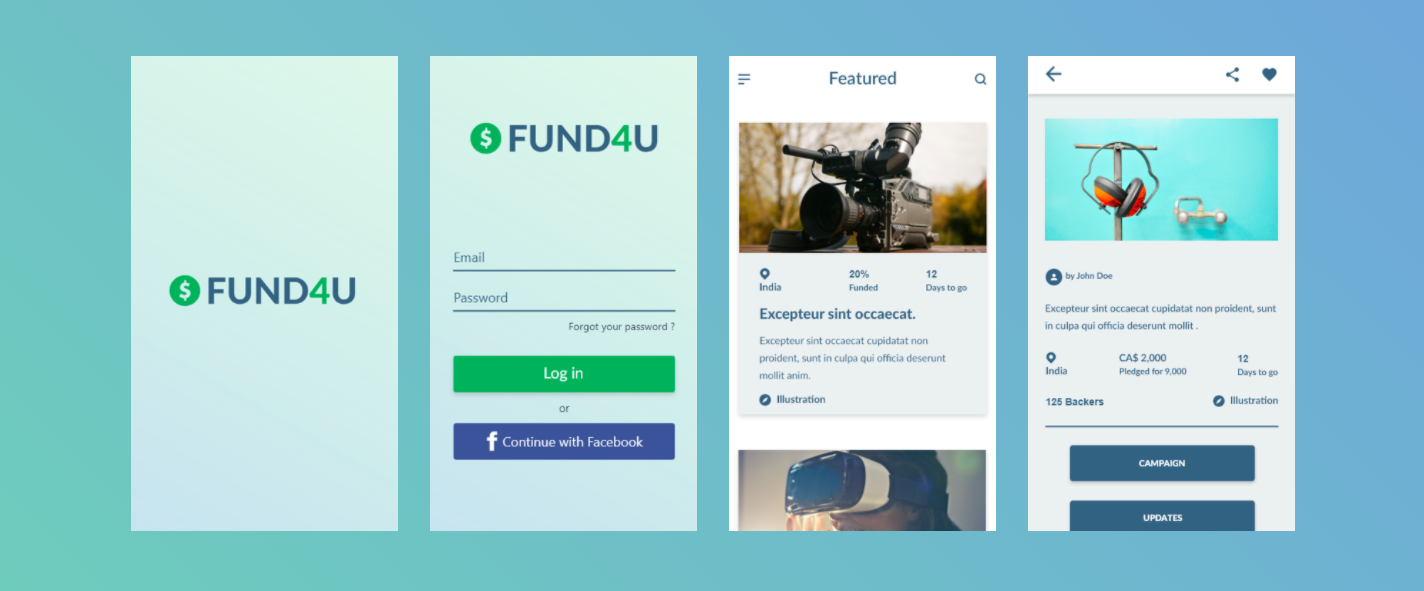 FUND4U
FUND4U
Email
Password
Forgot your password ?
Log in
or
f Continue with Facebook
Featured
20%
12
India
Funded
Days to go
Excepteur sint occaecat.
Excepteur sint occaecat cupidatat non
proident, sunt in culpa qui officia deserunt
mollit anim.
Illustration
by John Doe
Excepteur sint occaecat cupidatat non proident, sunt
in culpa qui officia deserunt mollit .
CA$ 2,000
12
India
Pledged for 9,000
Days to go
125 Backers
Illustration
CAMPAIGN
UPDATES